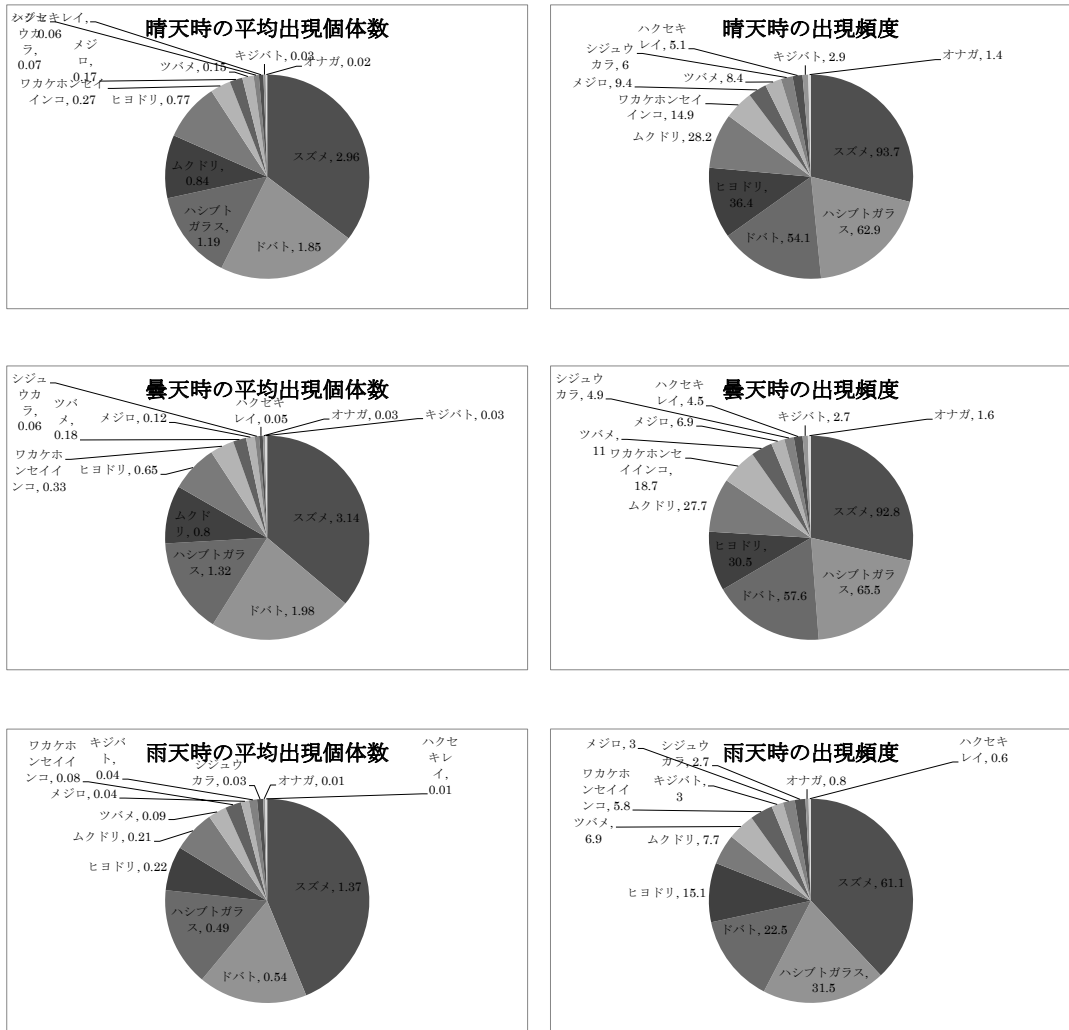 晴天時の平均出現個体数
シジュウカラ, 0.07
ハクセキレイ, 0.06
メジロ, 0.17
ツバメ, 0.15
キジバト, 0.03
オナガ, 0.02
ワカケホンセイ
インコ, 0.27
ヒヨドリ, 0.77
スズメ, 2.96
ムクドリ,
0.84
ハシブト
ガラス,
1.19
ドバト, 1.85
晴天時の出現頻度
ハクセキ
レイ, 5.1
シジュウ
カラ, 6
キジバト, 2.9
オナガ, 1.4
ツバメ, 8.4
メジロ, 9.4
ワカケホンセイ
インコ, 14.9
ムクドリ, 28.2
スズメ, 93.7
ヒヨドリ,
36.4
ハシブトガラ
ス, 62.9
ドバト, 54.1
曇天時の平均出現個体数
シジュ
ウカ
ラ,
0.06
ツバ
メ,
0.18
メジロ, 0.12
ハクセキ
レイ, 0.05
オナガ, 0.03
キジバト, 0.03
ワカケホ
ンセイイ
ンコ, 0.33
ヒヨドリ, 0.65
スズメ, 3.14
ムクド
リ, 0.8
ハシブトガラ
ス, 1.32
ドバト, 1.98
曇天時の出現頻度
シジュウ
カラ, 4.9
ハクセキ
レイ, 4.5
メジロ, 6.9
キジバト, 2.7
オナガ, 1.6
ツバメ,
11
ワカケホンセ
イインコ,
18.7
ムクドリ, 27.7
スズメ, 92.8
ヒヨドリ,
30.5
ハシブトガラ
ス, 65.5
ドバト, 57.6
雨天時の平均出現個体数
ワカケホ
ンセイイ
ンコ, 0.08
キジバ
ト,
0.04
シジュウ
カラ, 0.03
オナガ, 0.01
ハクセ
キレ
イ,
0.01
メジロ, 0.04
ツバメ, 0.09
ムクドリ, 0.21
ヒヨドリ, 0.22
スズメ, 1.37
ハシブトガラ
ス, 0.49
ドバト, 0.54
雨天時の出現頻度
メジロ, 3
シジュウ
カラ, 2.7
ハクセキ
レイ, 0.6
ワカケホ
ンセイイ
ンコ, 5.8
キジバト,
3
オナガ, 0.8
ツバメ,
6.9
ムクドリ, 7.7
ヒヨドリ, 15.1
スズメ, 61.1
ドバト, 22.5
ハシブトガラス,
31.5